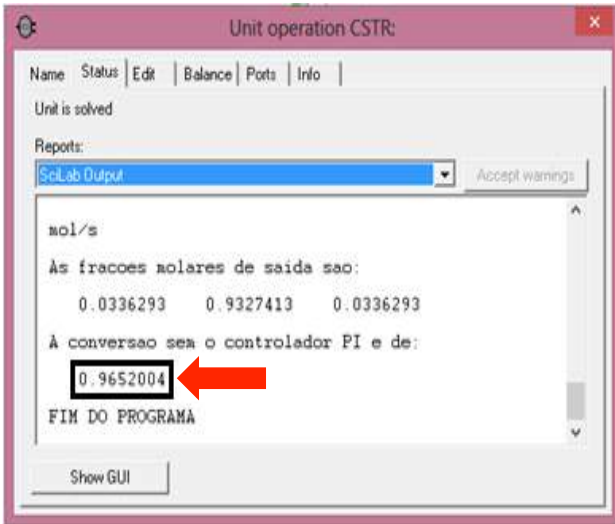 Unit operation CSTR:
Name Status Edit Balance Ports Info
Unit is solved
Reports:
SciLab Output Accept warnings
mol/s
As fracoes molares de saida sao:
0.0336293 0.9327413 0.0336293
A conversao sem o controlador PI e de:
0.9652004
FIM DO PROGRAMA
Show GUI